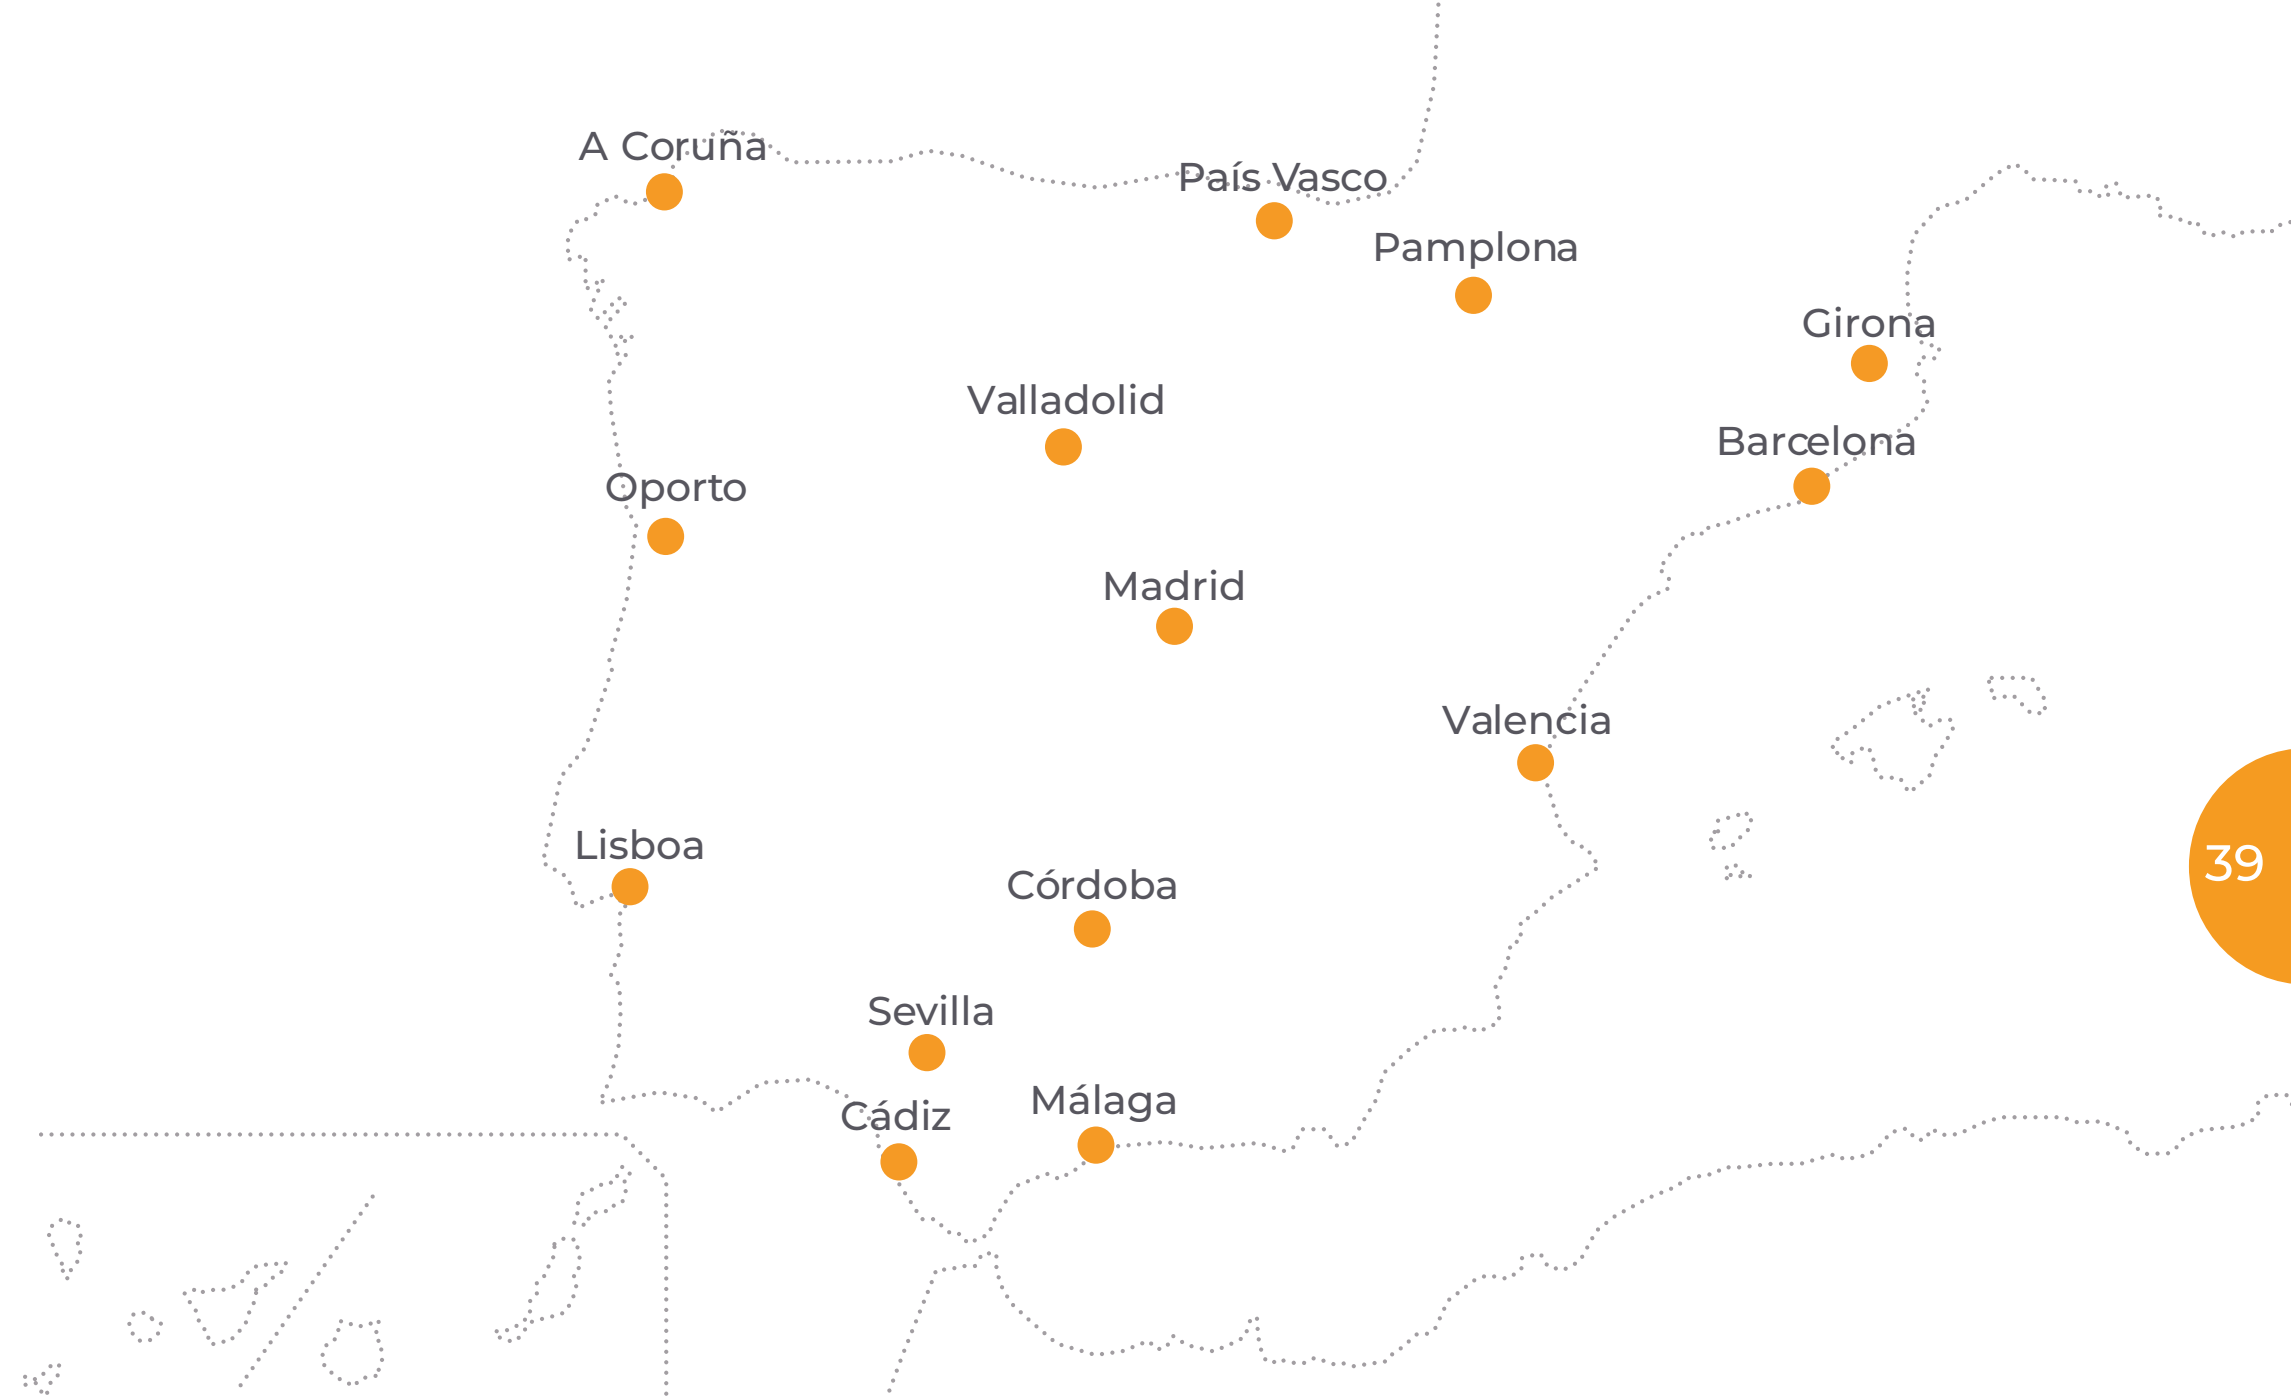 A Coruña
País Vasco
Pamplona
Girona
Valladolid
Barcelona
Oporto
Madrid
Valencia
Lisboa
39
Córdoba
Sevilla
Málaga
Cádiz